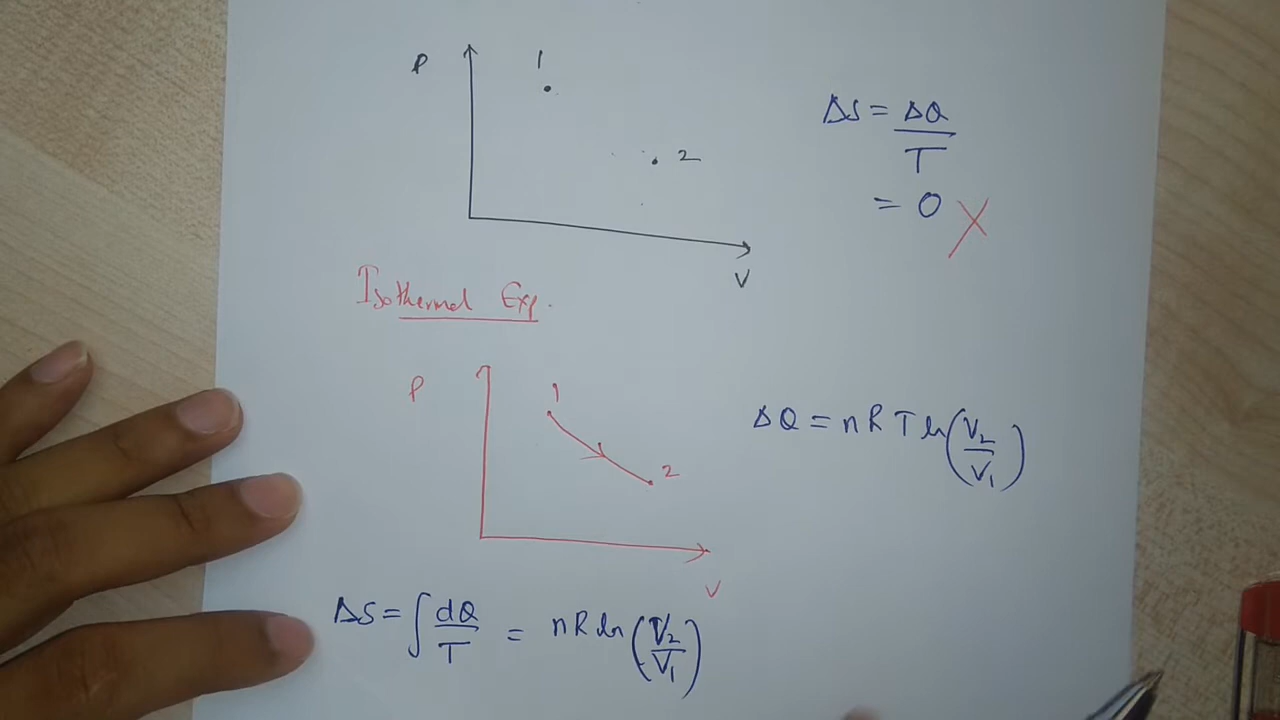 P
1
2
V
ΔS = ΔQ / T
= 0 X
Isothermal Exp.
P
1
2
V
ΔQ = nRT ln(V₂/V₁)
ΔS = ∫ dQ/T = nR ln(V₂/V₁)